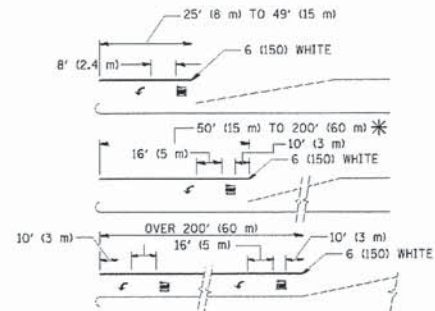 25' (8 m) TO 49' (15 m)
6 (150) WHITE
8' (2.4 m)
50' (15 m) TO 200' (60 m) *
16' (5 m)
10' (3 m)
6 (150) WHITE
OVER 200' (60 m)
10' (3 m)
16' (5 m)
10' (3 m)
6 (150) WHITE